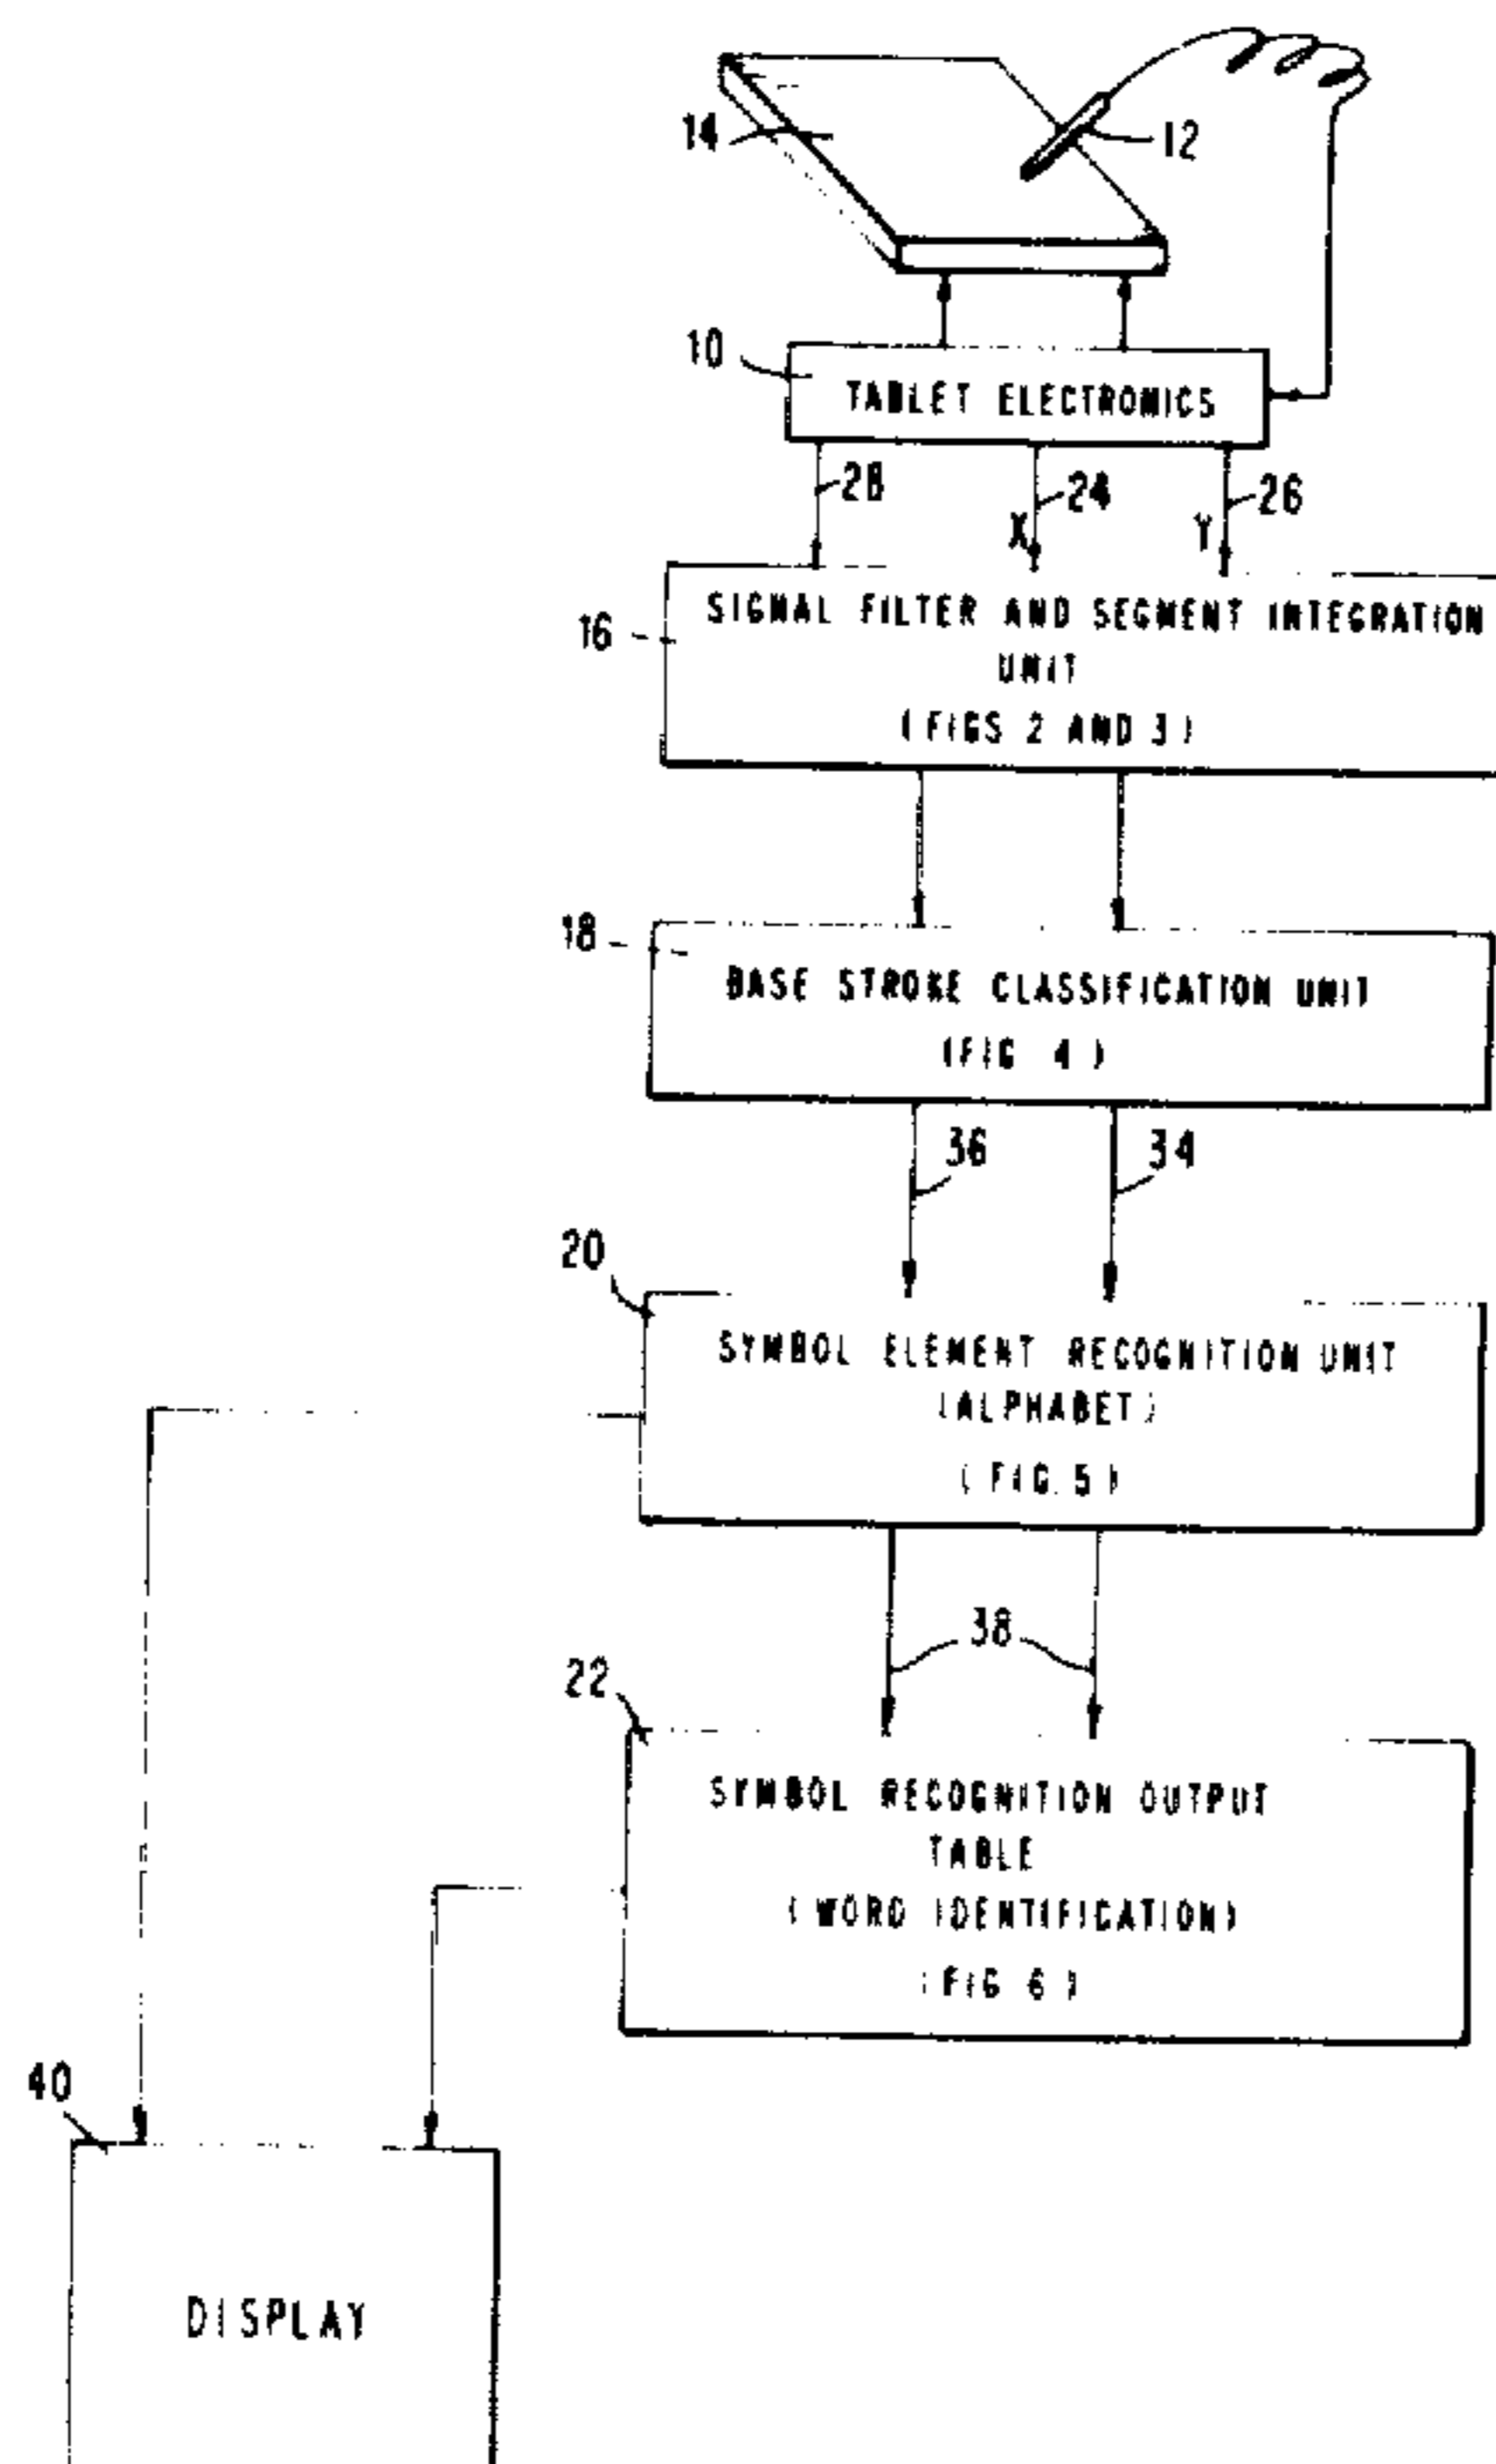 14
12
10
TABLET ELECTRONICS
28
24
26
X
Y
16
SIGNAL FILTER AND SEGMENT INTEGRATION
UNIT
(FIGS 2 AND 3)
18
BASE STROKE CLASSIFICATION UNIT
(FIG 4)
36
34
20
SYMBOL ELEMENT RECOGNITION UNIT
(ALPHABET)
(FIG. 5)
38
22
SYMBOL RECOGNITION OUTPUT
TABLE
(WORD IDENTIFICATION)
(FIG 6)
40
DISPLAY